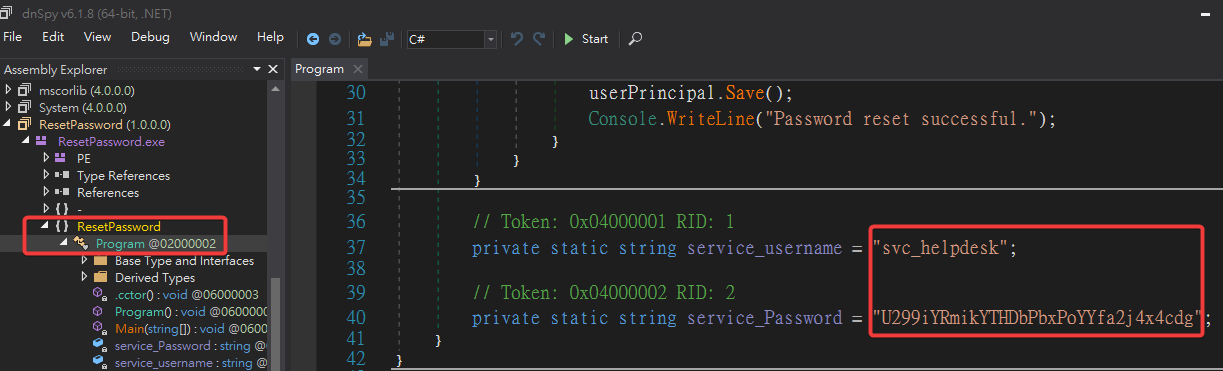 dnSpy v6.1.8 (64-bit, .NET)
File Edit View Debug Window Help C# Start
Assembly Explorer
mscorlib (4.0.0.0)
System (4.0.0.0)
ResetPassword (1.0.0.0)
ResetPassword.exe
PE
Type References
References
{ } -
{ } ResetPassword
Program @02000002
Base Type and Interfaces
Derived Types
.cctor() : void @06000003
Program() : void @060000
Main(string[]) : void @0600
service_Password : string @
service_username : string @0
Program
30 userPrincipal.Save();
31 Console.WriteLine("Password reset successful.");
32 }
33 }
34 }
35
36 // Token: 0x04000001 RID: 1
37 private static string service_username = "svc_helpdesk";
38
39 // Token: 0x04000002 RID: 2
40 private static string service_Password = "U299iYRmikYTHDbPbxPoYYfa2j4x4cdg";
41 }
42 }